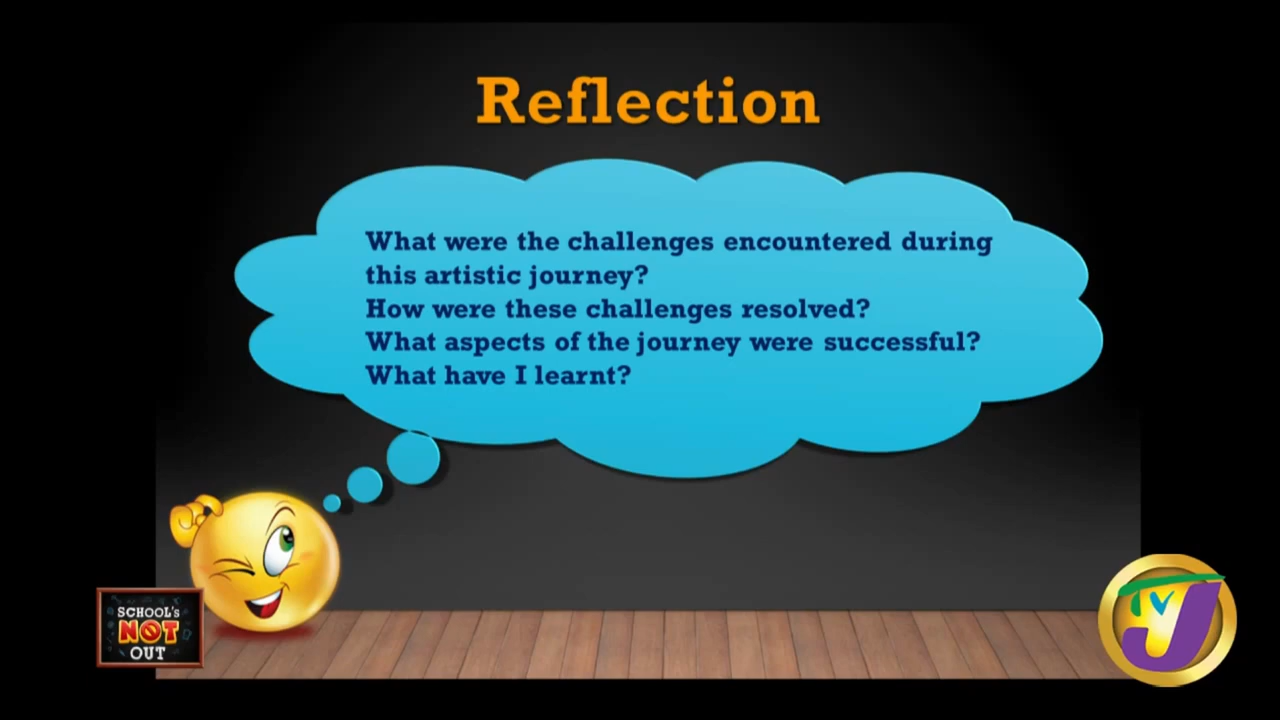 Reflection
What were the challenges encountered during
this artistic journey?
How were these challenges resolved?
What aspects of the journey were successful?
What have I learnt?
SCHOOL's
NOT
OUT
TVJ